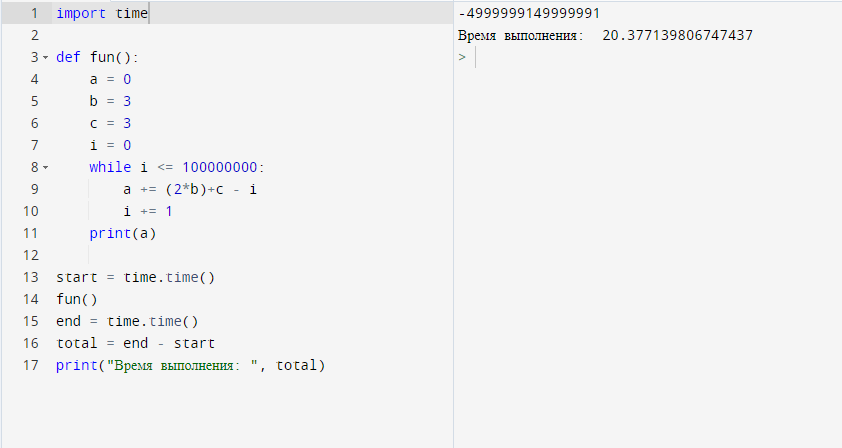 1 import time
2
3 def fun():
4     a = 0
5     b = 3
6     c = 3
7     i = 0
8     while i <= 100000000:
9         a += (2*b)+c - i
10         i += 1
11     print(a)
12
13 start = time.time()
14 fun()
15 end = time.time()
16 total = end - start
17 print("Время выполнения: ", total)
-4999999149999991
Время выполнения:  20.377139806747437
>